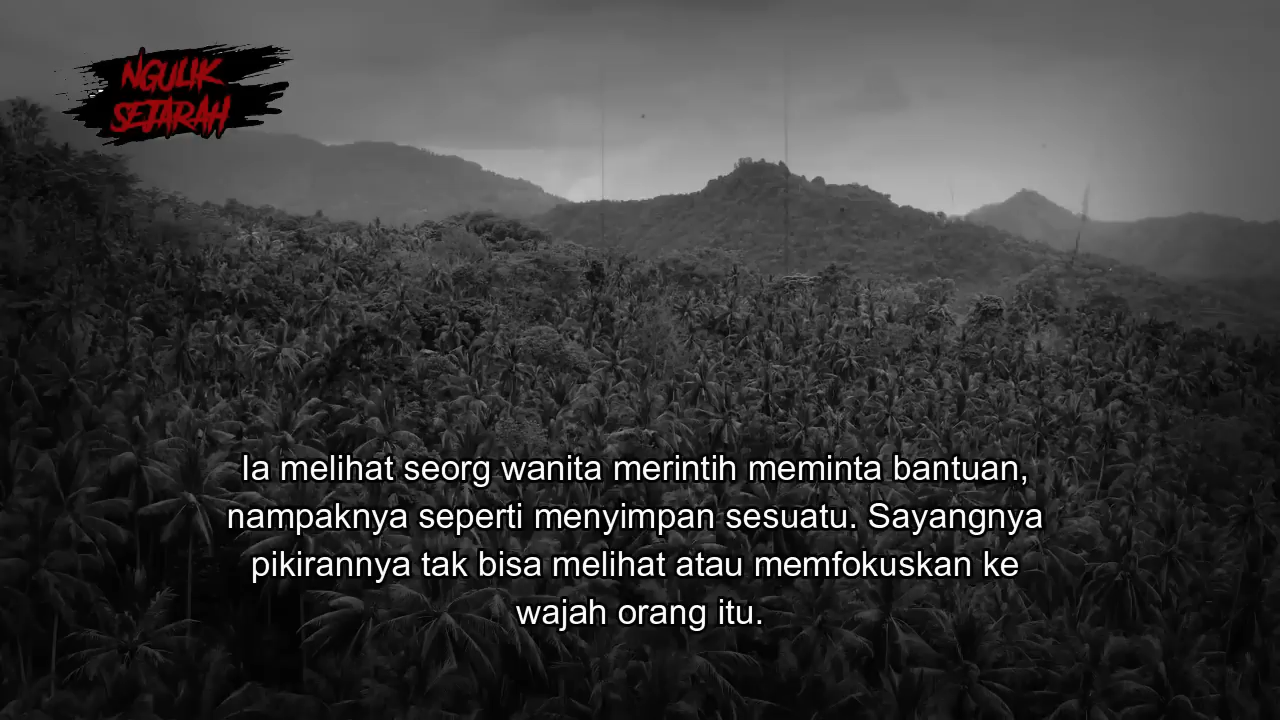 NGULIK
SEJARAH
Ia melihat seorg wanita merintih meminta bantuan,
nampaknya seperti menyimpan sesuatu. Sayangnya
pikirannya tak bisa melihat atau memfokuskan ke
wajah orang itu.